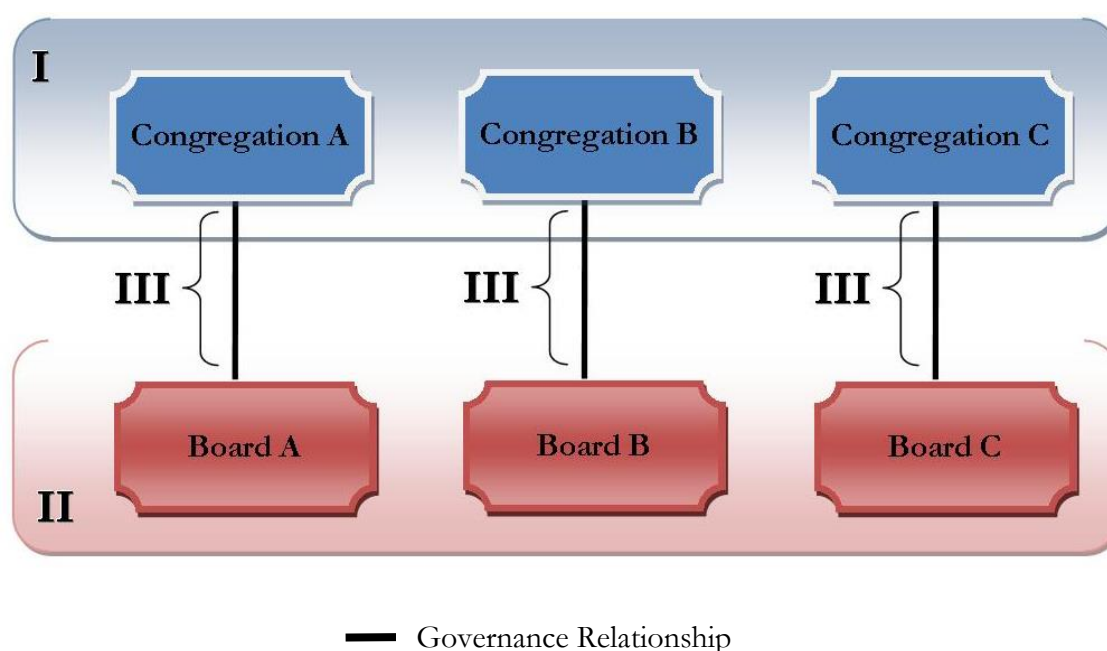 I
Congregation A
Congregation B
Congregation C
III
III
III
Board A
Board B
Board C
II
Governance Relationship